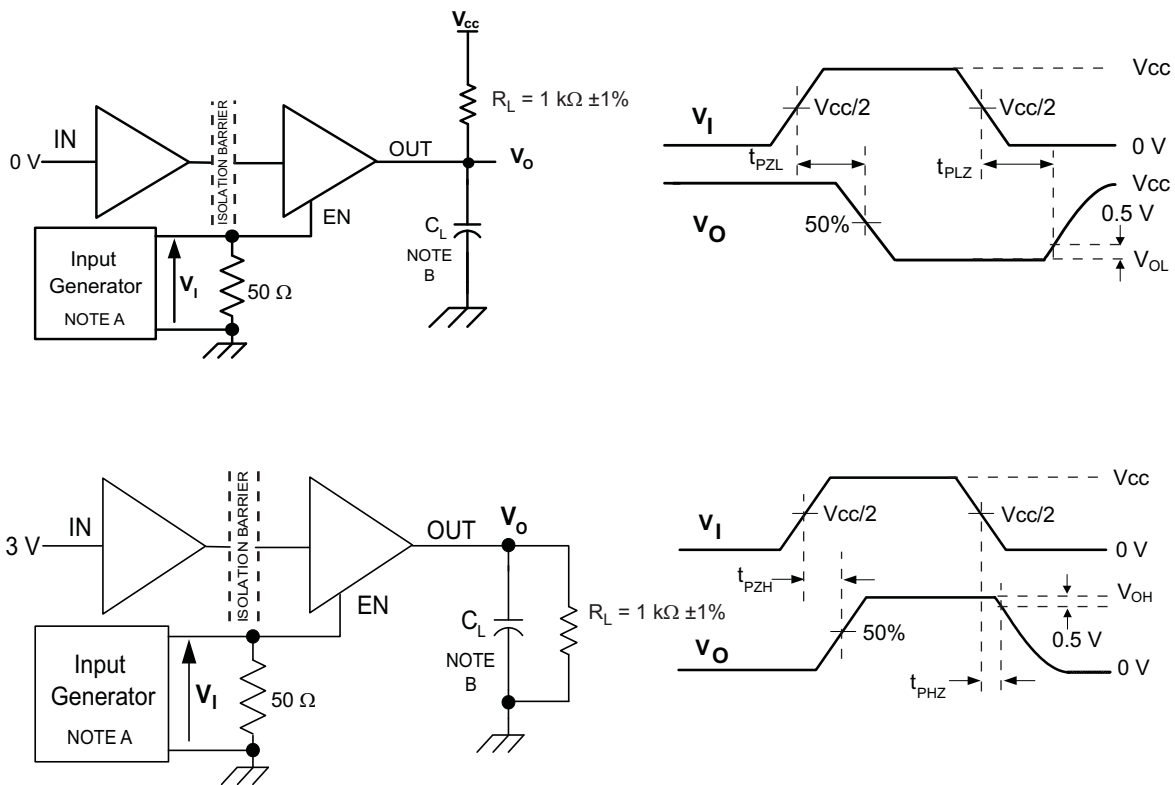 Vcc
RL = 1 kΩ ±1%
IN
0 V
ISOLATION BARRIER
OUT
VO
EN
CL
NOTE
B
Input
Generator
NOTE A
VI
50 Ω
Vcc
Vcc/2
Vcc/2
VI
0 V
tPZL
tPLZ
Vcc
0.5 V
50%
VO
VOL
ISOLATION BARRIER
IN
3 V
OUT
VO
EN
CL
NOTE
B
RL = 1 kΩ ±1%
Input
Generator
NOTE A
VI
50 Ω
Vcc
Vcc/2
Vcc/2
VI
0 V
tPZH
VOH
50%
0.5 V
VO
0 V
tPHZ